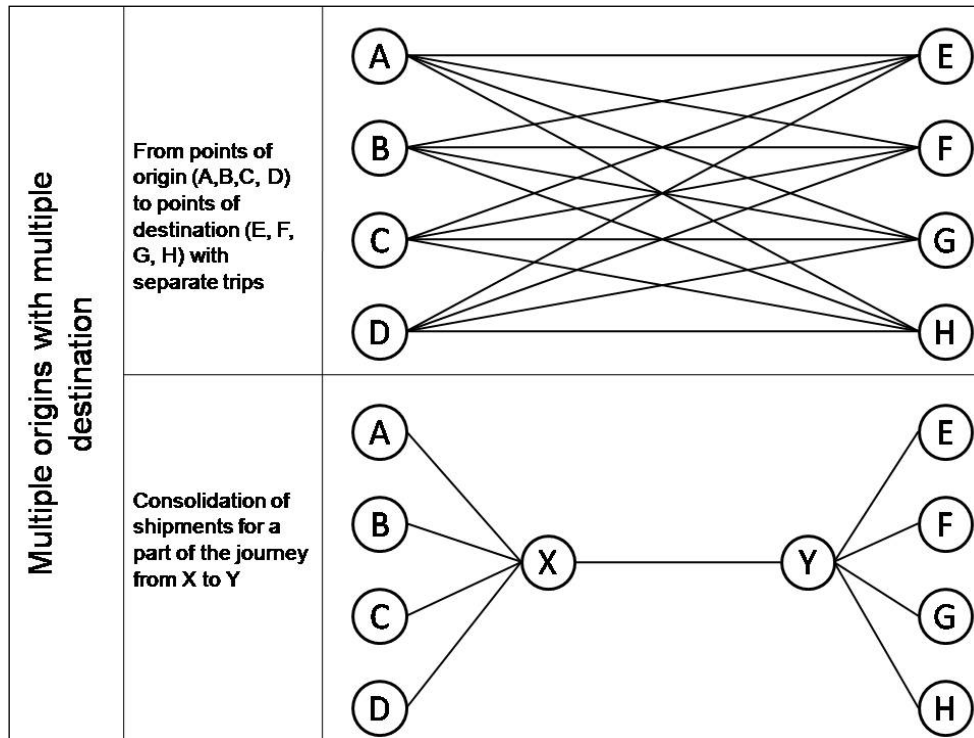 Multiple origins with multiple
destination
From points of
origin (A,B,C, D)
to points of
destination (E, F,
G, H) with
separate trips
A
E
B
F
C
G
D
H
Consolidation of
shipments for a
part of the journey
from X to Y
A
E
B
F
X
Y
C
G
D
H